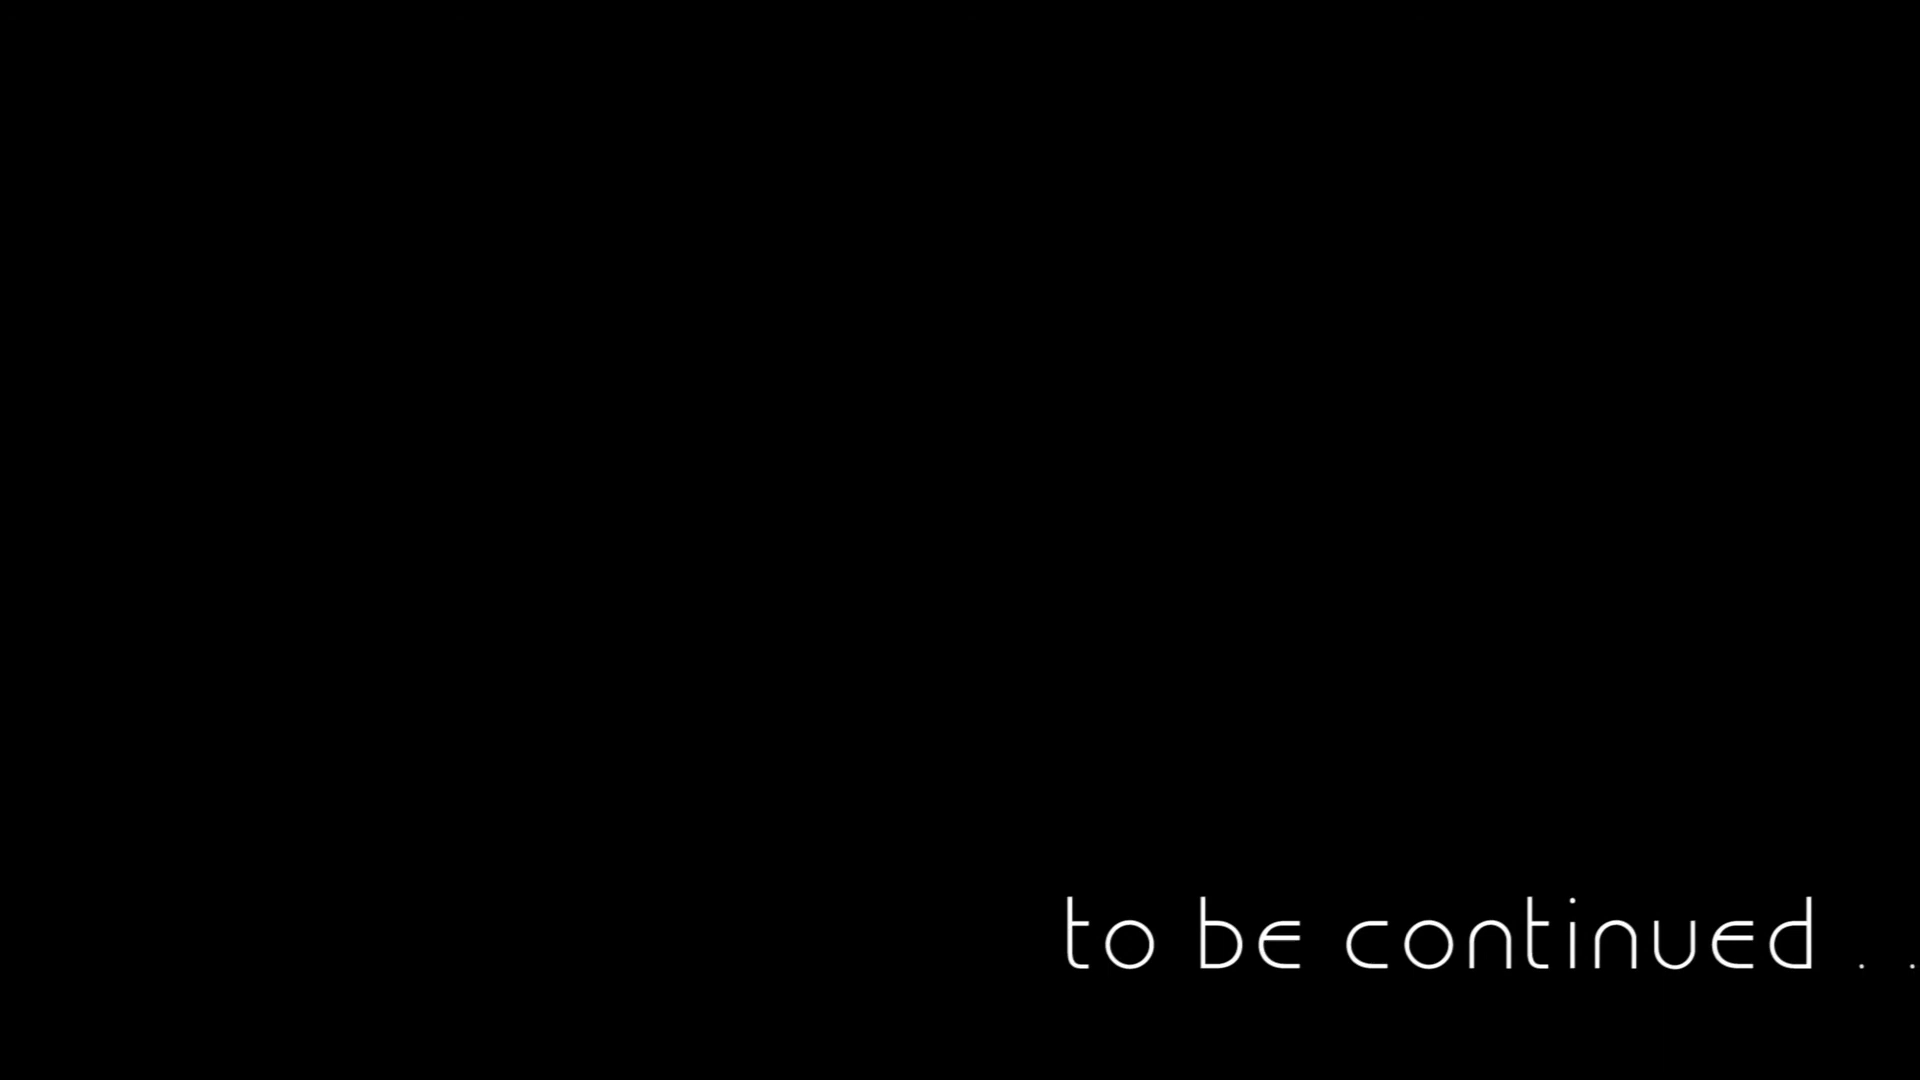 to be continued . .